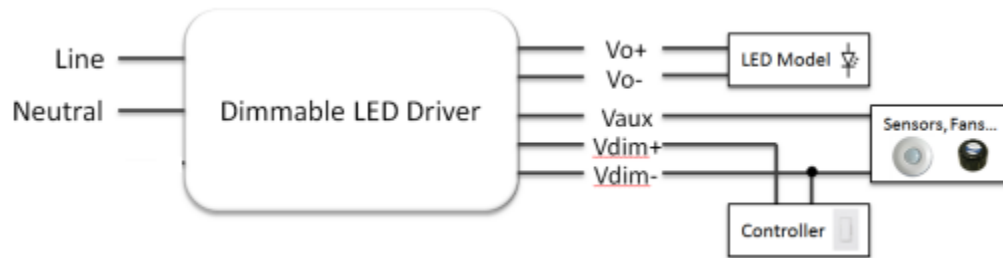 Line
Neutral
Dimmable LED Driver
Vo+
Vo-
Vaux
Vdim+
Vdim-
LED Model
Sensors, Fans...
Controller